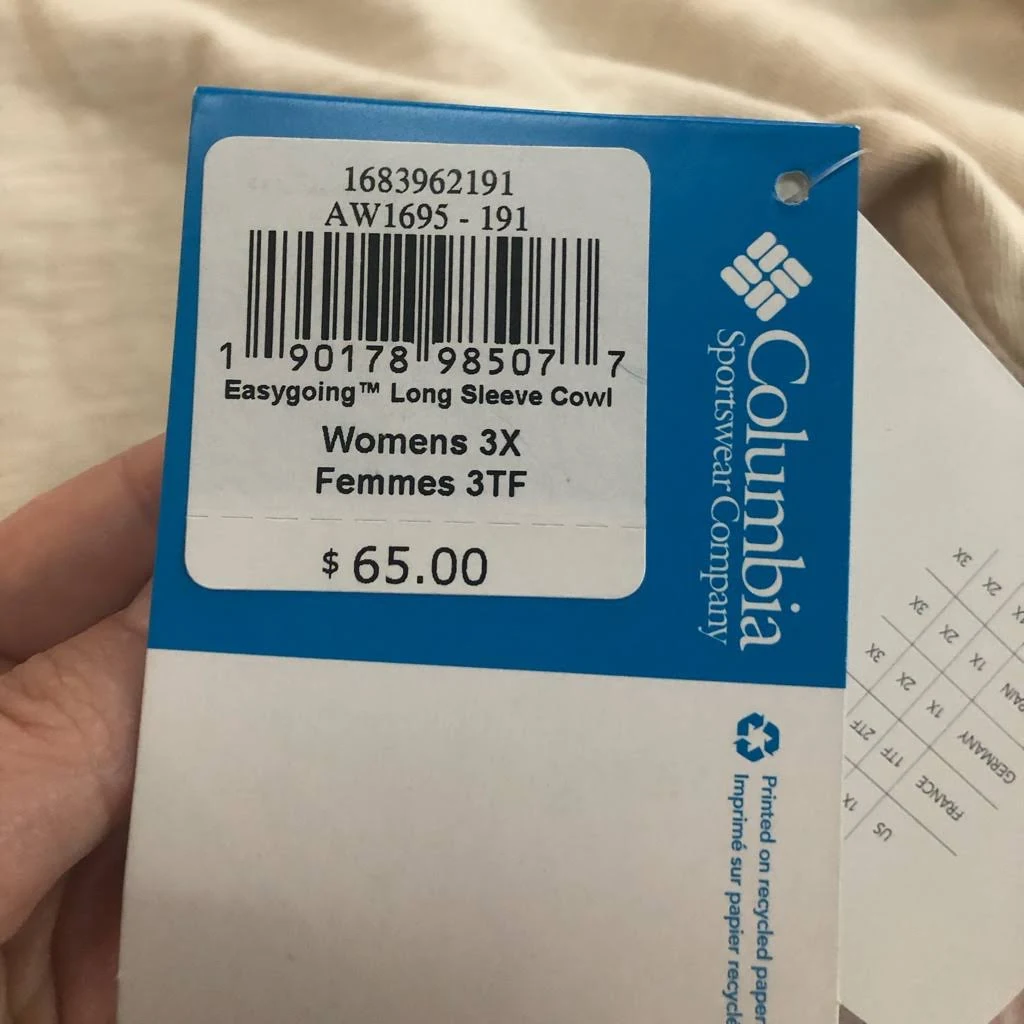 1683962191
AW1695 - 191
1 90178 98507 7
Easygoing™ Long Sleeve Cowl
Womens 3X
Femmes 3TF
$ 65.00
Columbia
Sportswear Company
Printed on recycled paper
Imprimé sur papier recyclé
3X 2X 1X
3X 2X 1X
3X 2X 1X GERMANY
2TF 1TF FRANCE
1X US